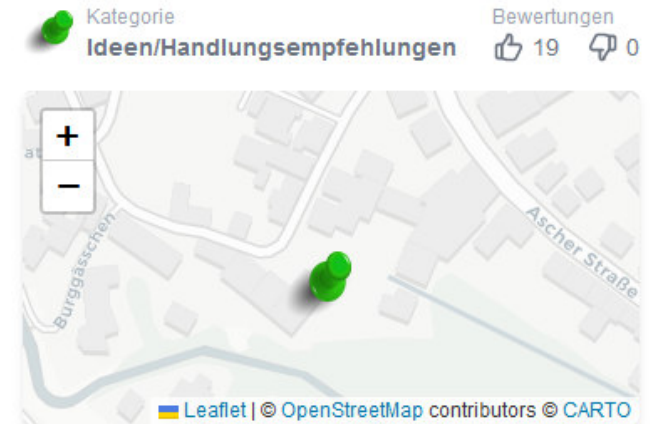 Kategorie
Ideen/Handlungsempfehlungen
Bewertungen
19 0
+
−
Burggässchen
Ascher Straße
Leaflet | © OpenStreetMap contributors © CARTO